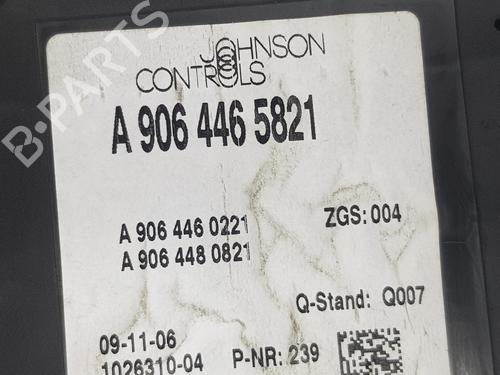 JOHNSON
CONTROLS
A 906 446 5821
A 906 446 0221
ZGS: 004
A 906 448 0821
Q-Stand: Q007
09-11-06
1026310-04
P-NR: 239
B-PARTS